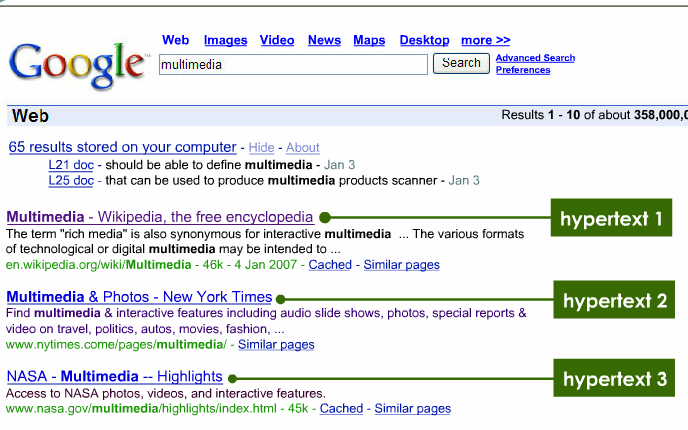 Web Images Video News Maps Desktop more >>
Google™ multimedia Search Advanced Search
Preferences
Web Results 1 - 10 of about 358,000,0
65 results stored on your computer - Hide - About
L21 doc - should be able to define multimedia - Jan 3
L25 doc - that can be used to produce multimedia products scanner - Jan 3
Multimedia - Wikipedia, the free encyclopedia hypertext 1
The term "rich media" is also synonymous for interactive multimedia ... The various formats
of technological or digital multimedia may be intended to ...
en.wikipedia.org/wiki/Multimedia - 46k - 4 Jan 2007 - Cached - Similar pages
Multimedia & Photos - New York Times hypertext 2
Find multimedia & interactive features including audio slide shows, photos, special reports &
video on travel, politics, autos, movies, fashion, ...
www.nytimes.come/pages/multimedia/ - Similar pages
NASA - Multimedia -- Highlights hypertext 3
Access to NASA photos, videos, and interactive features.
www.nasa.gov/multimedia/highlights/index.html - 45k - Cached - Similar pages